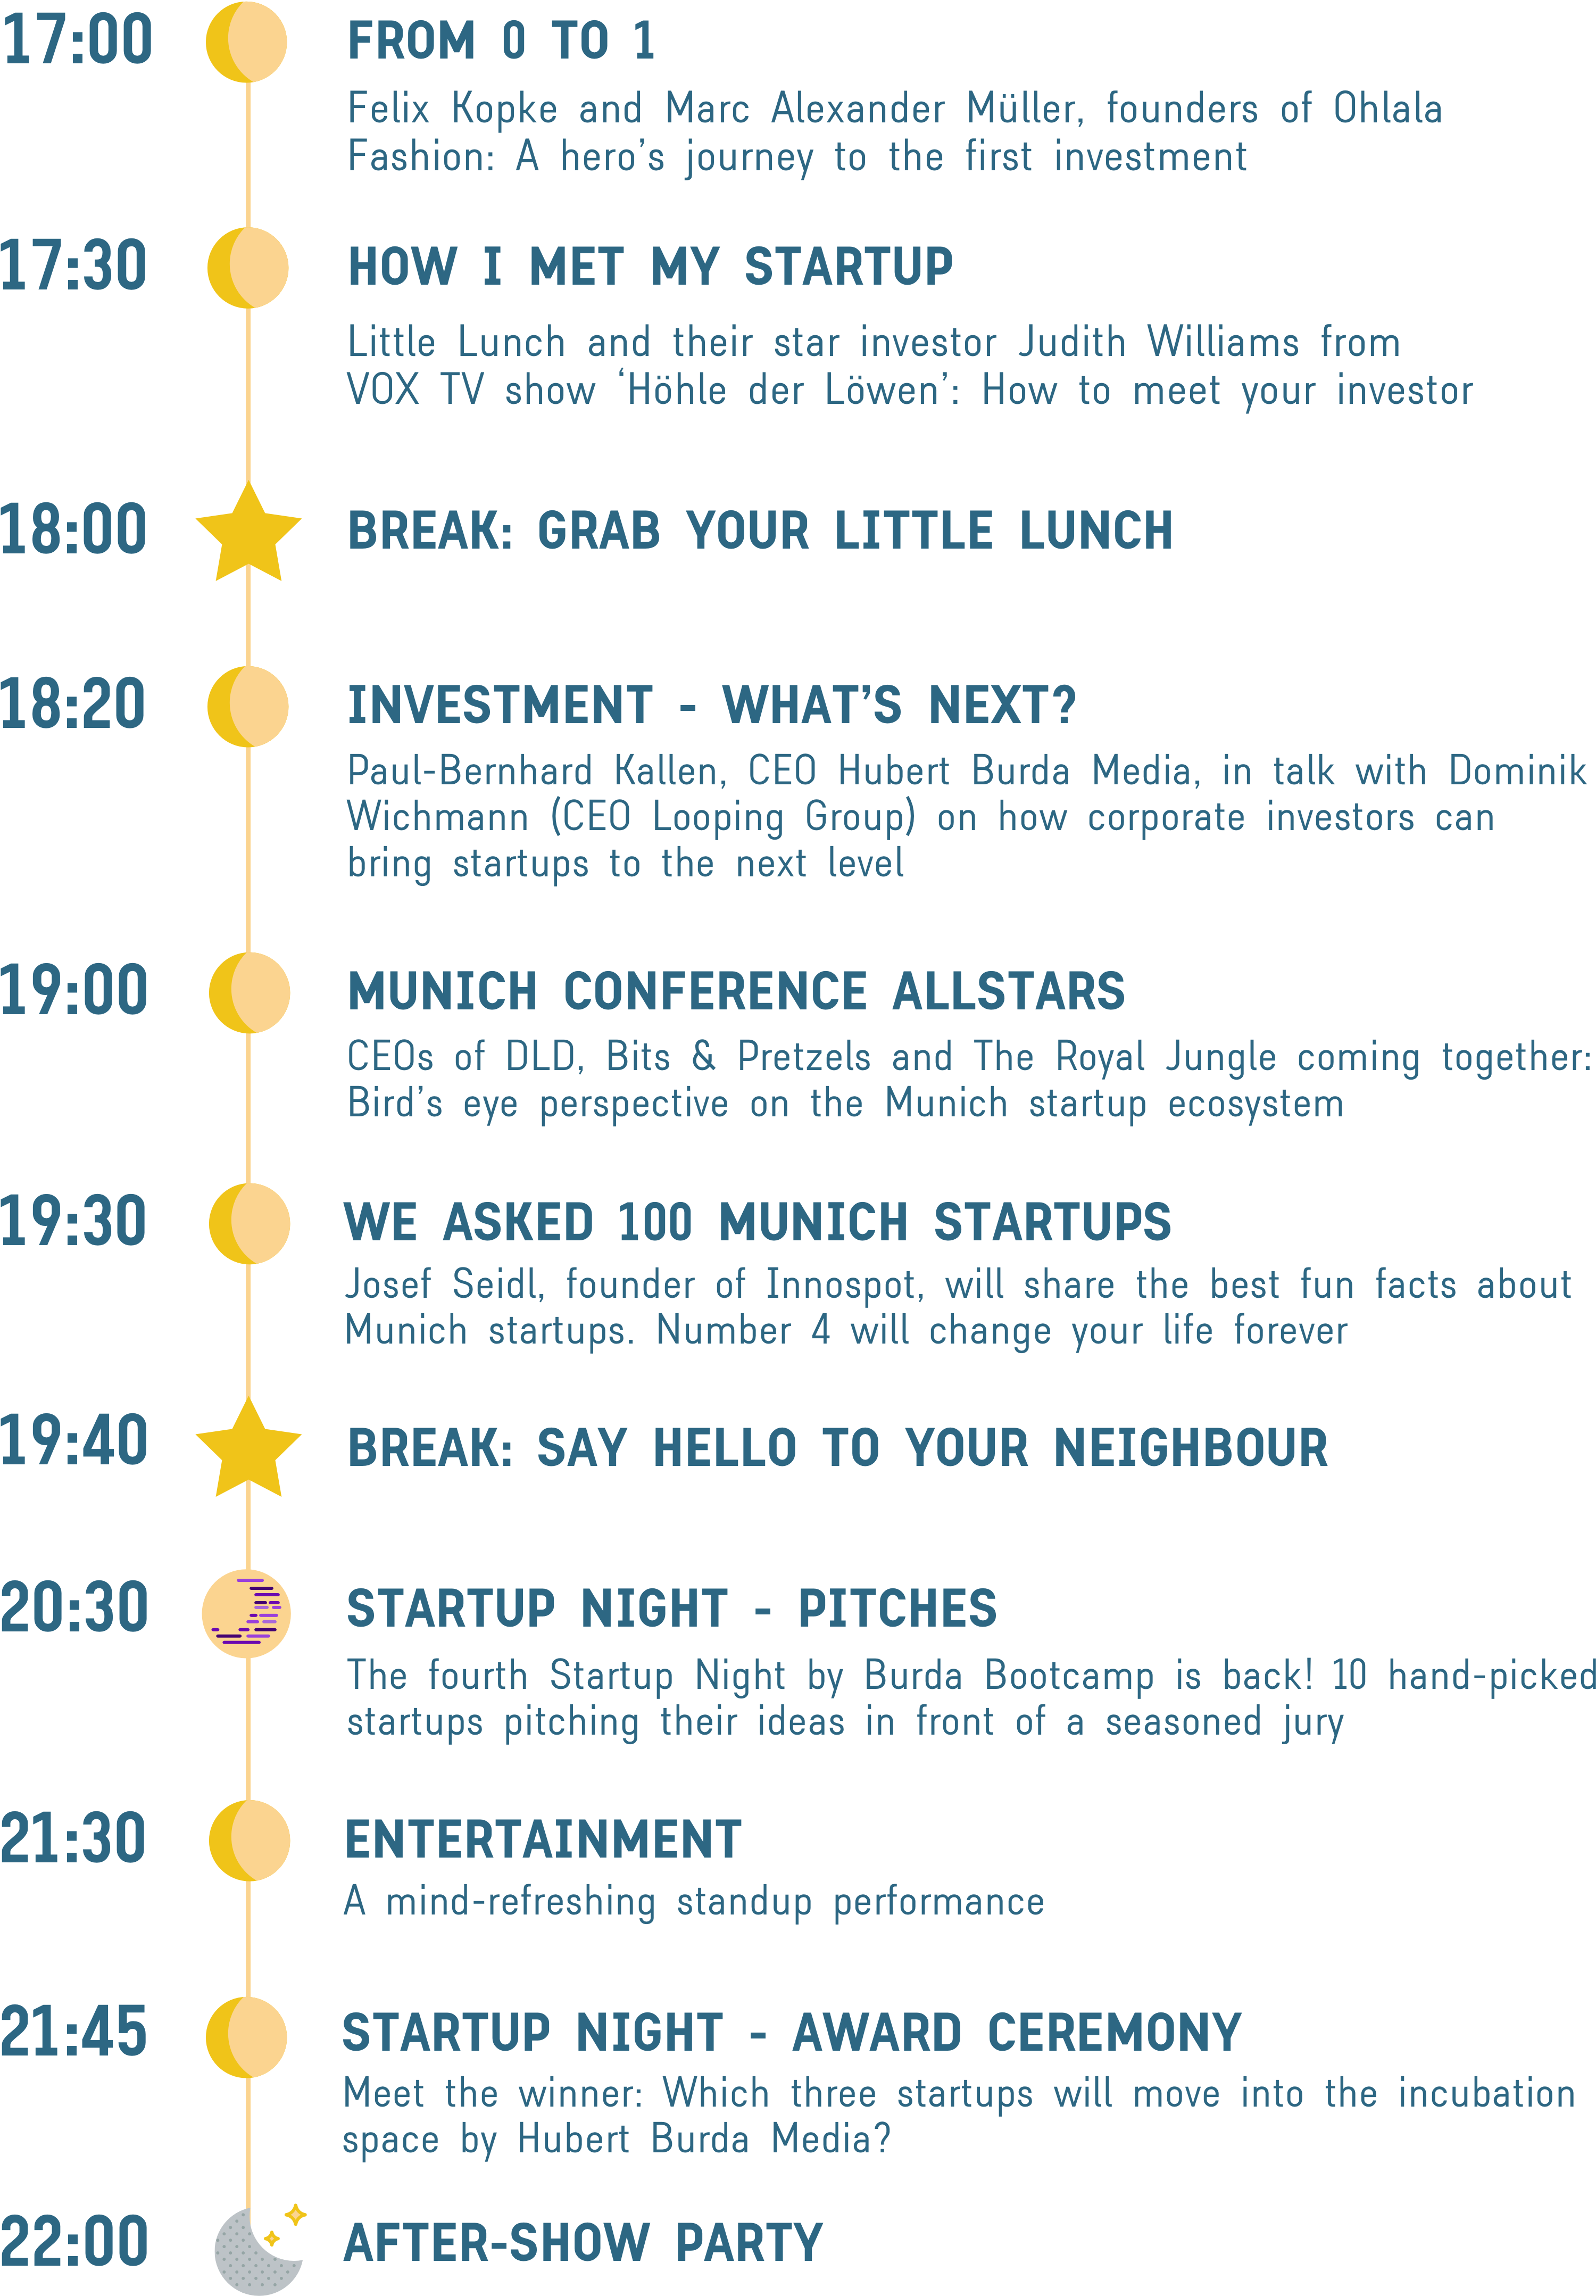 17:00 FROM 0 TO 1
Felix Kopke and Marc Alexander Müller, founders of Ohlala
Fashion: A hero’s journey to the first investment
17:30 HOW I MET MY STARTUP
Little Lunch and their star investor Judith Williams from
VOX TV show ‘Höhle der Löwen’: How to meet your investor
18:00 BREAK: GRAB YOUR LITTLE LUNCH
18:20 INVESTMENT - WHAT’S NEXT?
Paul-Bernhard Kallen, CEO Hubert Burda Media, in talk with Dominik
Wichmann (CEO Looping Group) on how corporate investors can
bring startups to the next level
19:00 MUNICH CONFERENCE ALLSTARS
CEOs of DLD, Bits & Pretzels and The Royal Jungle coming together:
Bird’s eye perspective on the Munich startup ecosystem
19:30 WE ASKED 100 MUNICH STARTUPS
Josef Seidl, founder of Innospot, will share the best fun facts about
Munich startups. Number 4 will change your life forever
19:40 BREAK: SAY HELLO TO YOUR NEIGHBOUR
20:30 STARTUP NIGHT - PITCHES
The fourth Startup Night by Burda Bootcamp is back! 10 hand-picked
startups pitching their ideas in front of a seasoned jury
21:30 ENTERTAINMENT
A mind-refreshing standup performance
21:45 STARTUP NIGHT - AWARD CEREMONY
Meet the winner: Which three startups will move into the incubation
space by Hubert Burda Media?
22:00 AFTER-SHOW PARTY